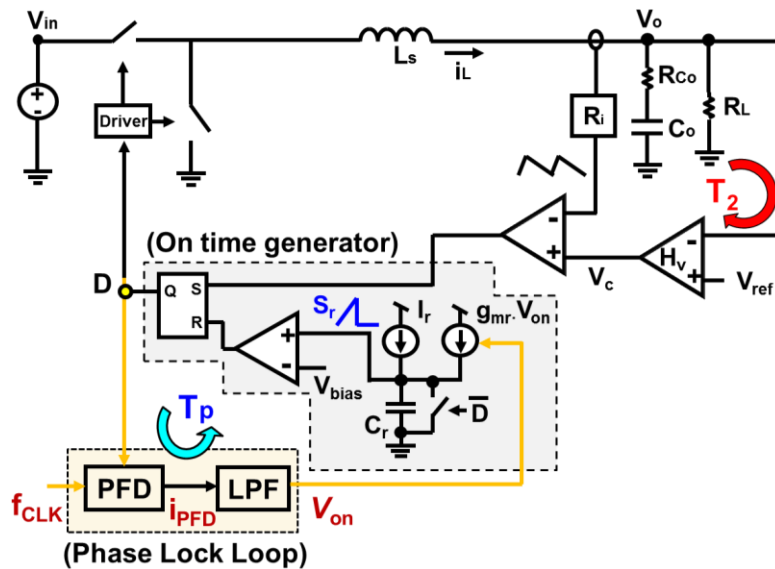 Vin
Vo
Ls
iL
RCo
RL
+
-
Driver
Ri
Co
T2
(On time generator)
-
+
-
Hv
+
D
Q
S
R
Sr
Ir
gmr.Von
Vc
Vref
+
-
Vbias
Cr
D̅
Tp
fCLK
PFD
iPFD
LPF
Von
(Phase Lock Loop)